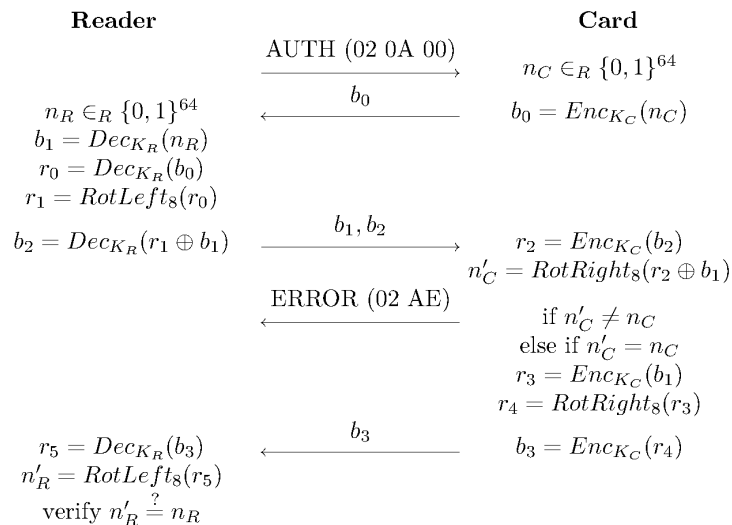 Reader Card
AUTH (02 0A 00)
n_C ∈_R {0, 1}^64
b_0
n_R ∈_R {0, 1}^64
b_0 = Enc_{K_C}(n_C)
b_1 = Dec_{K_R}(n_R)
r_0 = Dec_{K_R}(b_0)
r_1 = RotLeft_8(r_0)
b_1, b_2
b_2 = Dec_{K_R}(r_1 ⊕ b_1)
r_2 = Enc_{K_C}(b_2)
n'_C = RotRight_8(r_2 ⊕ b_1)
ERROR (02 AE)
if n'_C ≠ n_C
else if n'_C = n_C
r_3 = Enc_{K_C}(b_1)
r_4 = RotRight_8(r_3)
b_3
r_5 = Dec_{K_R}(b_3)
b_3 = Enc_{K_C}(r_4)
n'_R = RotLeft_8(r_5)
verify n'_R ≟ n_R